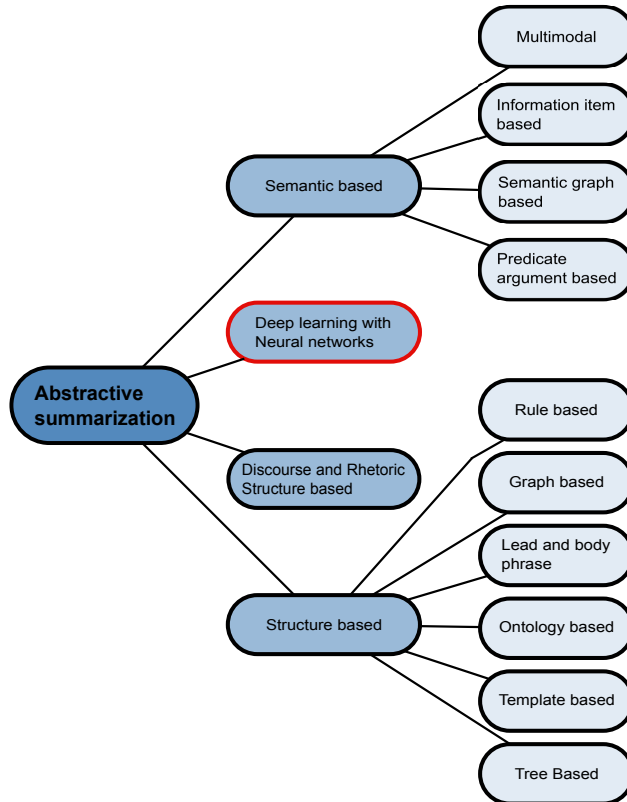 Multimodal
Information item
based
Semantic based
Semantic graph
based
Predicate
argument based
Deep learning with
Neural networks
Abstractive
summarization
Discourse and Rhetoric
Structure based
Rule based
Graph based
Lead and body
phrase
Structure based
Ontology based
Template based
Tree Based